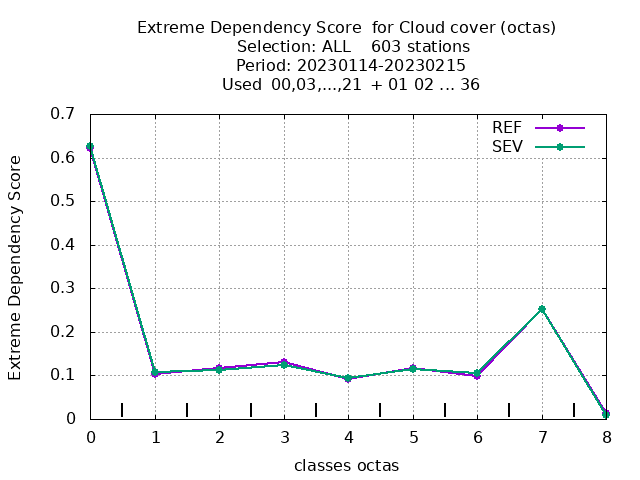 Extreme Dependency Score for Cloud cover (octas)
Selection: ALL 603 stations
Period: 20230114-20230215
Used 00,03,...,21 + 01 02 ... 36
REF
SEV
Extreme Dependency Score
0.7
0.6
0.5
0.4
0.3
0.2
0.1
0
0 1 2 3 4 5 6 7 8
classes octas